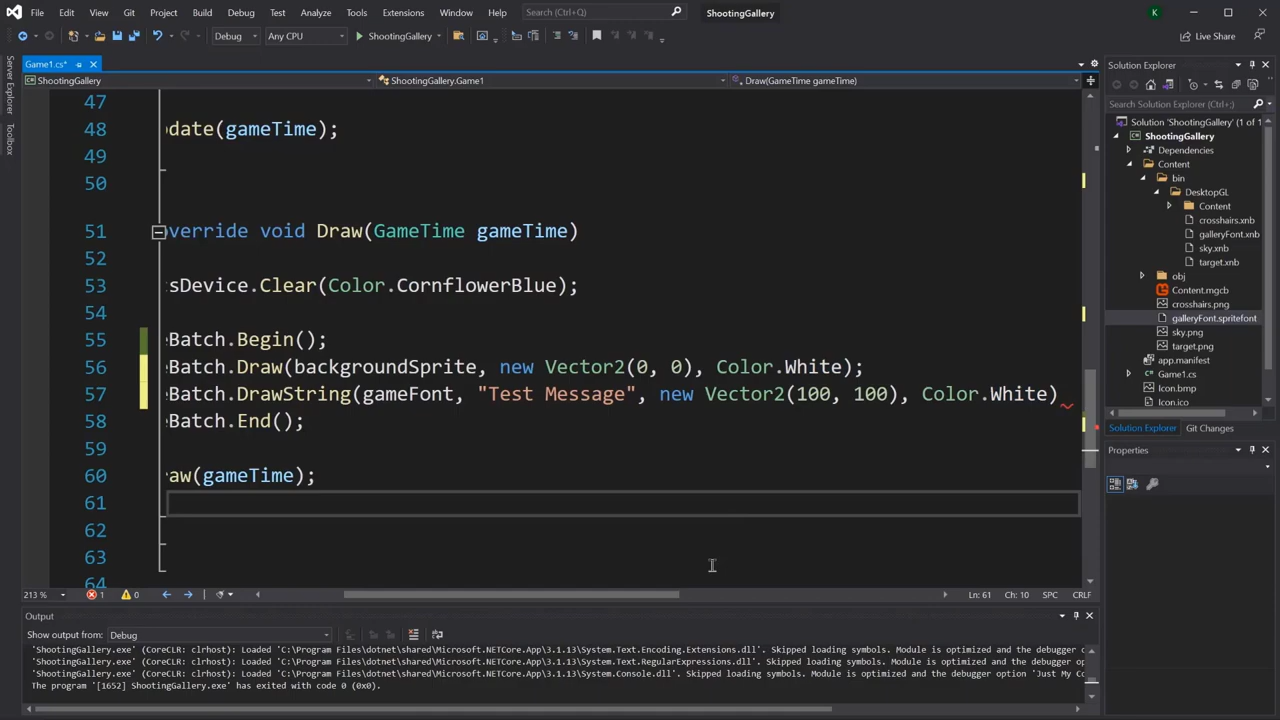 File Edit View Git Project Build Debug Test Analyze Tools Extensions Window Help Search (Ctrl+Q) ShootingGallery K
Debug Any CPU ShootingGallery Live Share
Server Explorer
Toolbox
Game1.cs*
ShootingGallery ShootingGallery.Game1 Draw(GameTime gameTime)
47
48 pdate(gameTime);
49
50
51 override void Draw(GameTime gameTime)
52
53 csDevice.Clear(Color.CornflowerBlue);
54
55 eBatch.Begin();
56 eBatch.Draw(backgroundSprite, new Vector2(0, 0), Color.White);
57 eBatch.DrawString(gameFont, "Test Message", new Vector2(100, 100), Color.White)
58 eBatch.End();
59
60 raw(gameTime);
61
62
63
64
213 % 1 0 Ln: 61 Ch: 10 SPC CRLF
Output
Show output from: Debug
'ShootingGallery.exe' (CoreCLR: clrhost): Loaded 'C:\Program Files\dotnet\shared\Microsoft.NETCore.App\3.1.13\System.Text.Encoding.Extensions.dll'. Skipped loading symbols. Module is optimized and the debugger o
'ShootingGallery.exe' (CoreCLR: clrhost): Loaded 'C:\Program Files\dotnet\shared\Microsoft.NETCore.App\3.1.13\System.Text.RegularExpressions.dll'. Skipped loading symbols. Module is optimized and the debugger op
'ShootingGallery.exe' (CoreCLR: clrhost): Loaded 'C:\Program Files\dotnet\shared\Microsoft.NETCore.App\3.1.13\System.Console.dll'. Skipped loading symbols. Module is optimized and the debugger option 'Just My Co
The program '[1652] ShootingGallery.exe' has exited with code 0 (0x0).
Solution Explorer
Search Solution Explorer (Ctrl+;)
Solution 'ShootingGallery' (1 of 1
ShootingGallery
Dependencies
Content
bin
DesktopGL
Content
crosshairs.xnb
galleryFont.xnb
sky.xnb
target.xnb
obj
Content.mgcb
crosshairs.png
galleryFont.spritefont
sky.png
target.png
app.manifest
Game1.cs
Icon.bmp
Icon.ico
Solution Explorer Git Changes
Properties